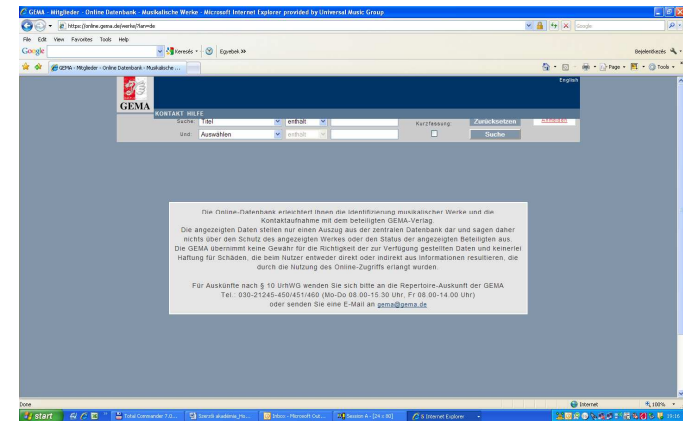 GEMA - Mitglieder - Online Datenbank - Musikalische Werke - Microsoft Internet Explorer provided by Universal Music Group
https://online.gema.de/werke/?lan=de
Google
File Edit View Favorites Tools Help
Google
Keresés
Egyebek »
Bejelentkezés
GEMA - Mitglieder - Online Datenbank - Musikalische ...
Page
Tools
English
GEMA
KONTAKT HILFE
Suche: Titel enthält Kurzfassung: Zurücksetzen Anmelden
Und: Auswählen enthält Suche
Die Online-Datenbank erleichtert Ihnen die Identifizierung musikalischer Werke und die
Kontaktaufnahme mit dem beteiligten GEMA-Verlag.
Die angezeigten Daten stellen nur einen Auszug aus der zentralen Datenbank dar und sagen daher
nichts über den Schutz des angezeigten Werkes oder den Status der angezeigten Beteiligten aus.
Die GEMA übernimmt keine Gewähr für die Richtigkeit der zur Verfügung gestellten Daten und keinerlei
Haftung für Schäden, die beim Nutzer entweder direkt oder indirekt aus Informationen resultieren, die
durch die Nutzung des Online-Zugriffs erlangt wurden.
Für Auskünfte nach § 10 UrhWG wenden Sie sich bitte an die Repertoire-Auskunft der GEMA
Tel.: 030-21245-450/451/460 (Mo-Do 08.00-15.30 Uhr, Fr 08.00-14.00 Uhr)
oder senden Sie eine E-Mail an gema@gema.de
Done
Internet
100%
start
Total Commander 7.0...
Szerzői akadémia_Ho...
Inbox - Microsoft Out...
Session A - [24 x 80]
5 Internet Explorer
19:16